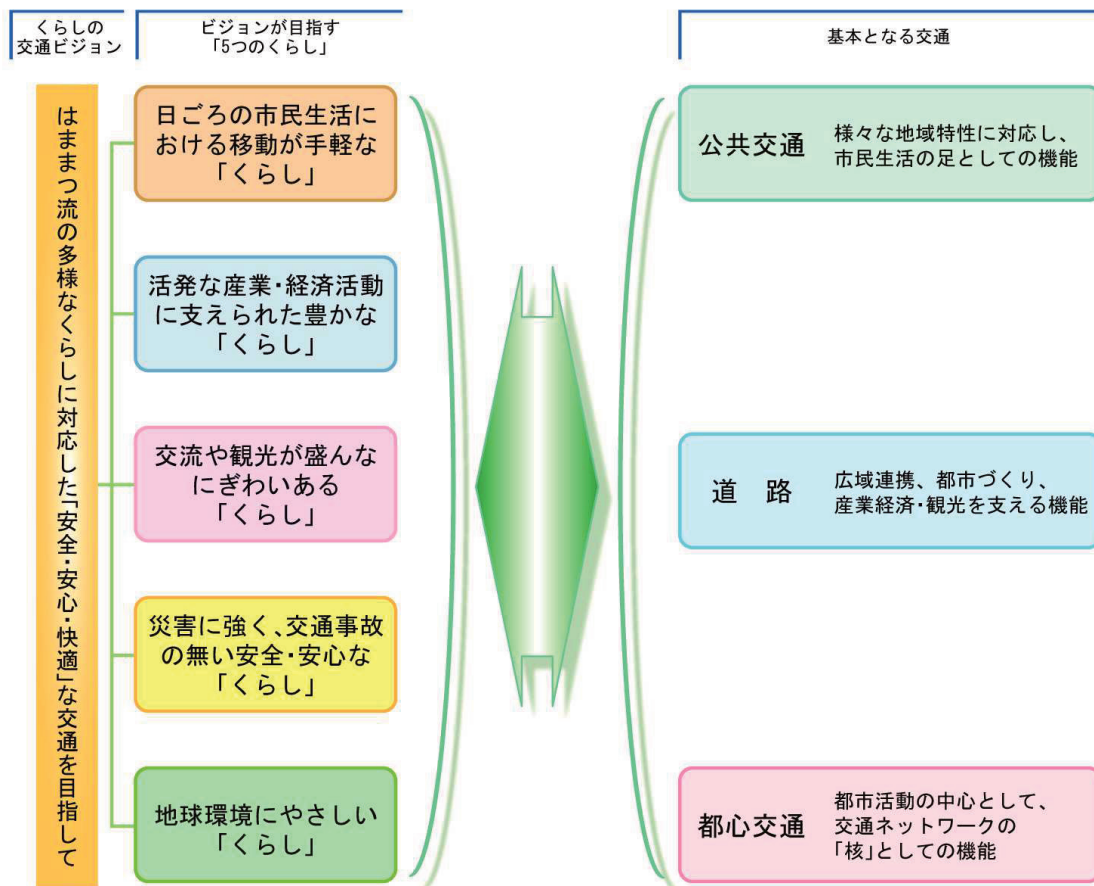 くらしの
交通ビジョン
ビジョンが目指す
「5つのくらし」
基本となる交通
はままつ流の多様なくらしに対応した「安全・安心・快適」な交通を目指して
日ごろの市民生活に
おける移動が手軽な
「くらし」
活発な産業・経済活動
に支えられた豊かな
「くらし」
交流や観光が盛んな
にぎわいある
「くらし」
災害に強く、交通事故
の無い安全・安心な
「くらし」
地球環境にやさしい
「くらし」
公共交通
様々な地域特性に対応し、
市民生活の足としての機能
道 路
広域連携、都市づくり、
産業経済・観光を支える機能
都心交通
都市活動の中心として、
交通ネットワークの
「核」としての機能